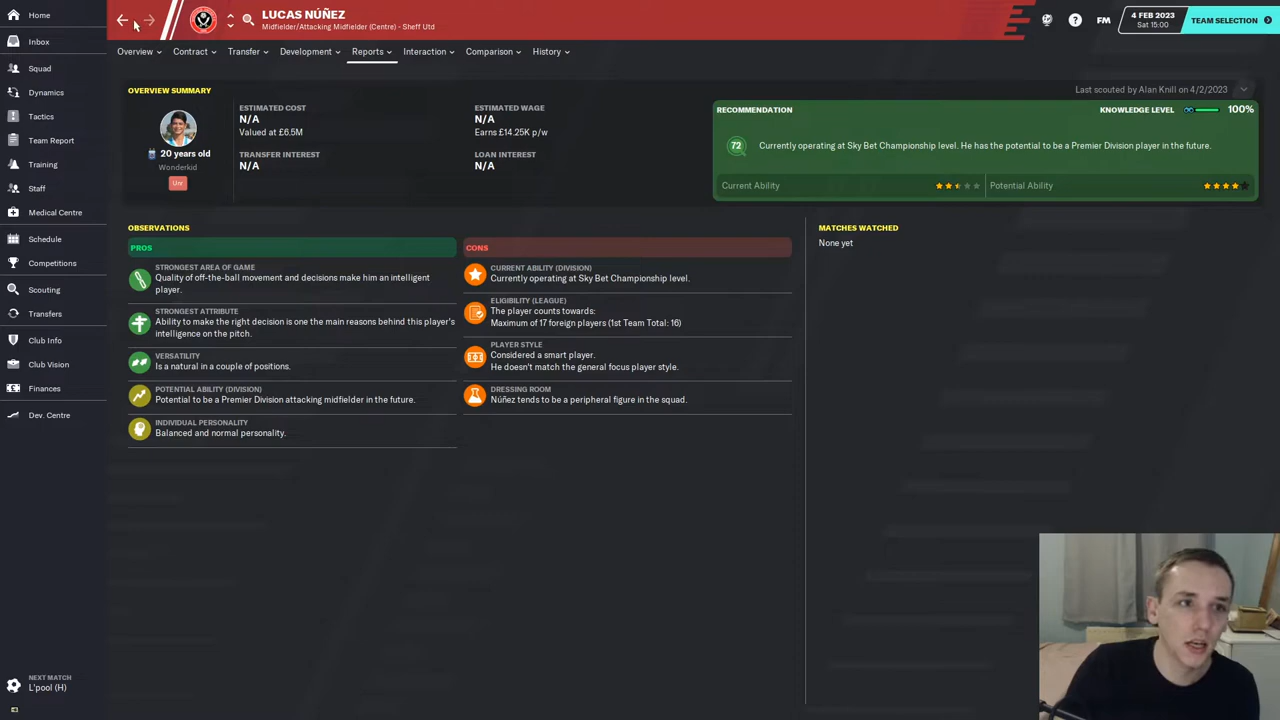 Home
Inbox
Squad
Dynamics
Tactics
Team Report
Training
Staff
Medical Centre
Schedule
Competitions
Scouting
Transfers
Club Info
Club Vision
Finances
Dev. Centre
NEXT MATCH
L'pool (H)
LUCAS NÚÑEZ
Midfielder/Attacking Midfielder (Centre) - Sheff Utd
FM
4 FEB 2023
Sat 15:00
TEAM SELECTION
Overview
Contract
Transfer
Development
Reports
Interaction
Comparison
History
OVERVIEW SUMMARY
Last scouted by Alan Knill on 4/2/2023
20 years old
Wonderkid
Unr
ESTIMATED COST
N/A
Valued at £6.5M
TRANSFER INTEREST
N/A
ESTIMATED WAGE
N/A
Earns £14.25K p/w
LOAN INTEREST
N/A
RECOMMENDATION
KNOWLEDGE LEVEL 100%
72
Currently operating at Sky Bet Championship level. He has the potential to be a Premier Division player in the future.
Current Ability
Potential Ability
OBSERVATIONS
PROS
STRONGEST AREA OF GAME
Quality of off-the-ball movement and decisions make him an intelligent
player.
STRONGEST ATTRIBUTE
Ability to make the right decision is one the main reasons behind this player's
intelligence on the pitch.
VERSATILITY
Is a natural in a couple of positions.
POTENTIAL ABILITY (DIVISION)
Potential to be a Premier Division attacking midfielder in the future.
INDIVIDUAL PERSONALITY
Balanced and normal personality.
CONS
CURRENT ABILITY (DIVISION)
Currently operating at Sky Bet Championship level.
ELIGIBILITY (LEAGUE)
The player counts towards:
Maximum of 17 foreign players (1st Team Total: 16)
PLAYER STYLE
Considered a smart player.
He doesn't match the general focus player style.
DRESSING ROOM
Núñez tends to be a peripheral figure in the squad.
MATCHES WATCHED
None yet